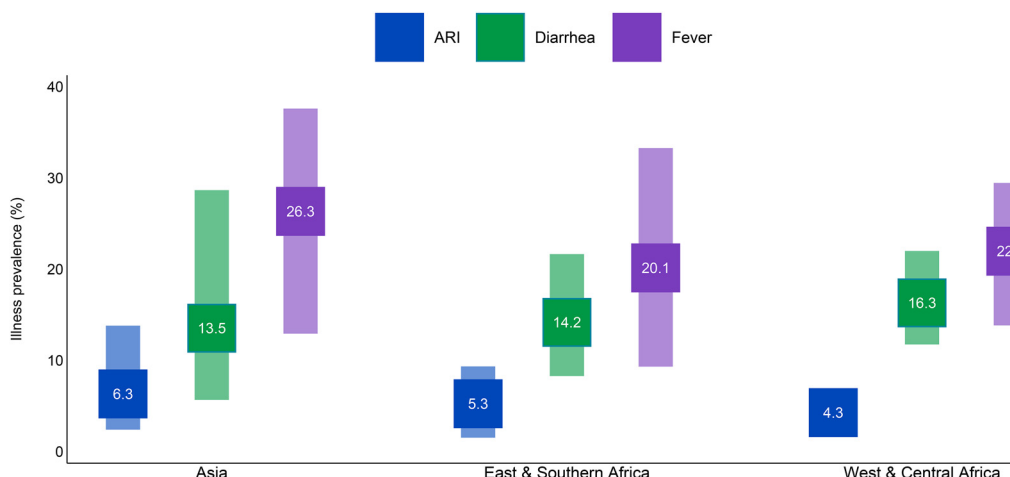 ARI Diarrhea Fever
40
30
20
10
0
Illness prevalence (%)
6.3
13.5
26.3
5.3
14.2
20.1
4.3
16.3
22
Asia
East & Southern Africa
West & Central Africa